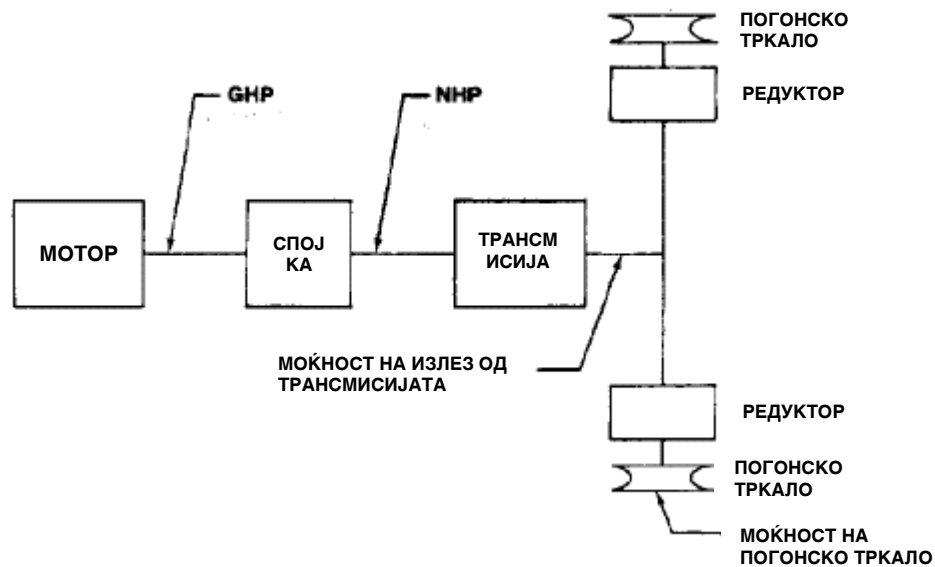 ПОГОНСКО
ТРКАЛО
РЕДУКТОР
GHP
NHP
МОТОР
СПОЈ
КА
ТРАНСМ
ИСИЈА
МОЌНОСТ НА ИЗЛЕЗ ОД
ТРАНСМИСИЈАТА
РЕДУКТОР
ПОГОНСКО
ТРКАЛО
МОЌНОСТ НА
ПОГОНСКО ТРКАЛО